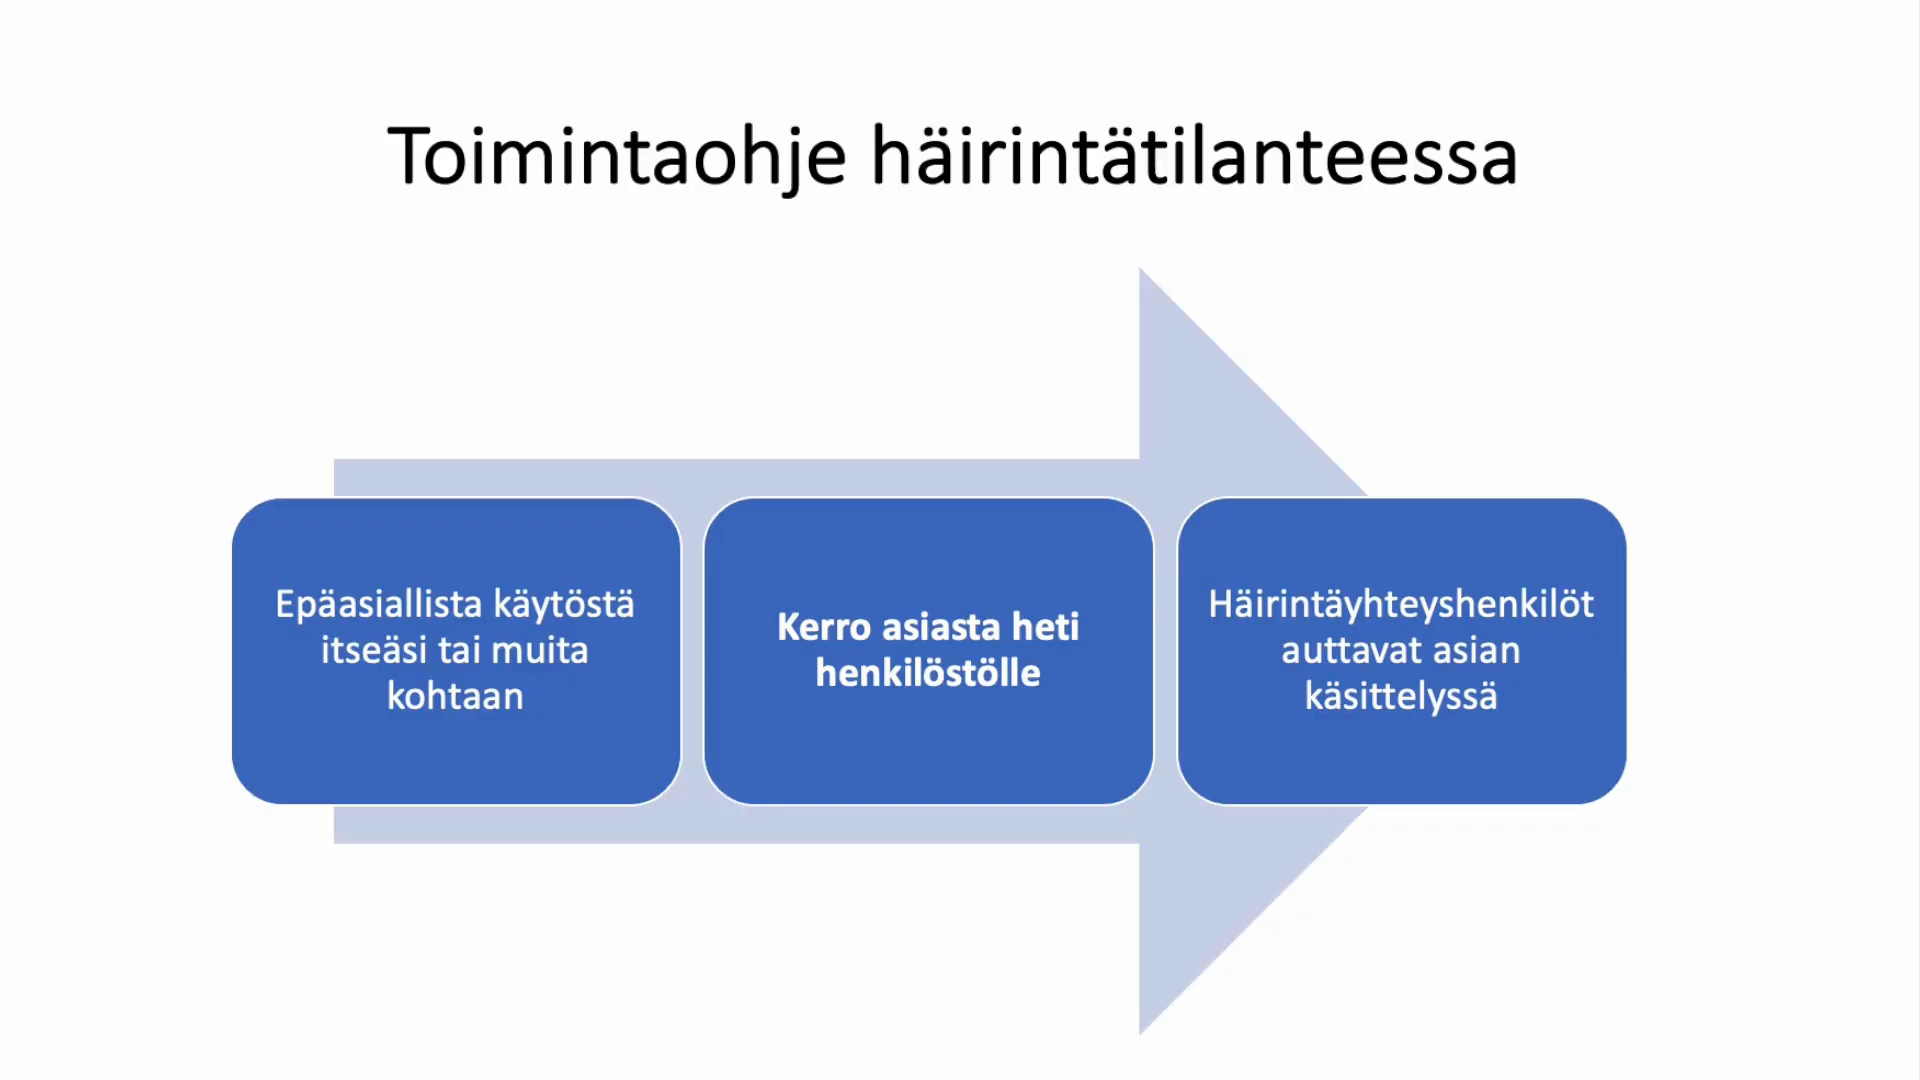 Toimintaohje häirintätilanteessa
Epäasiallista käytöstä
itseäsi tai muita
kohtaan
Kerro asiasta heti
henkilöstölle
Häirintäyhteyshenkilöt
auttavat asian
käsittelyssä